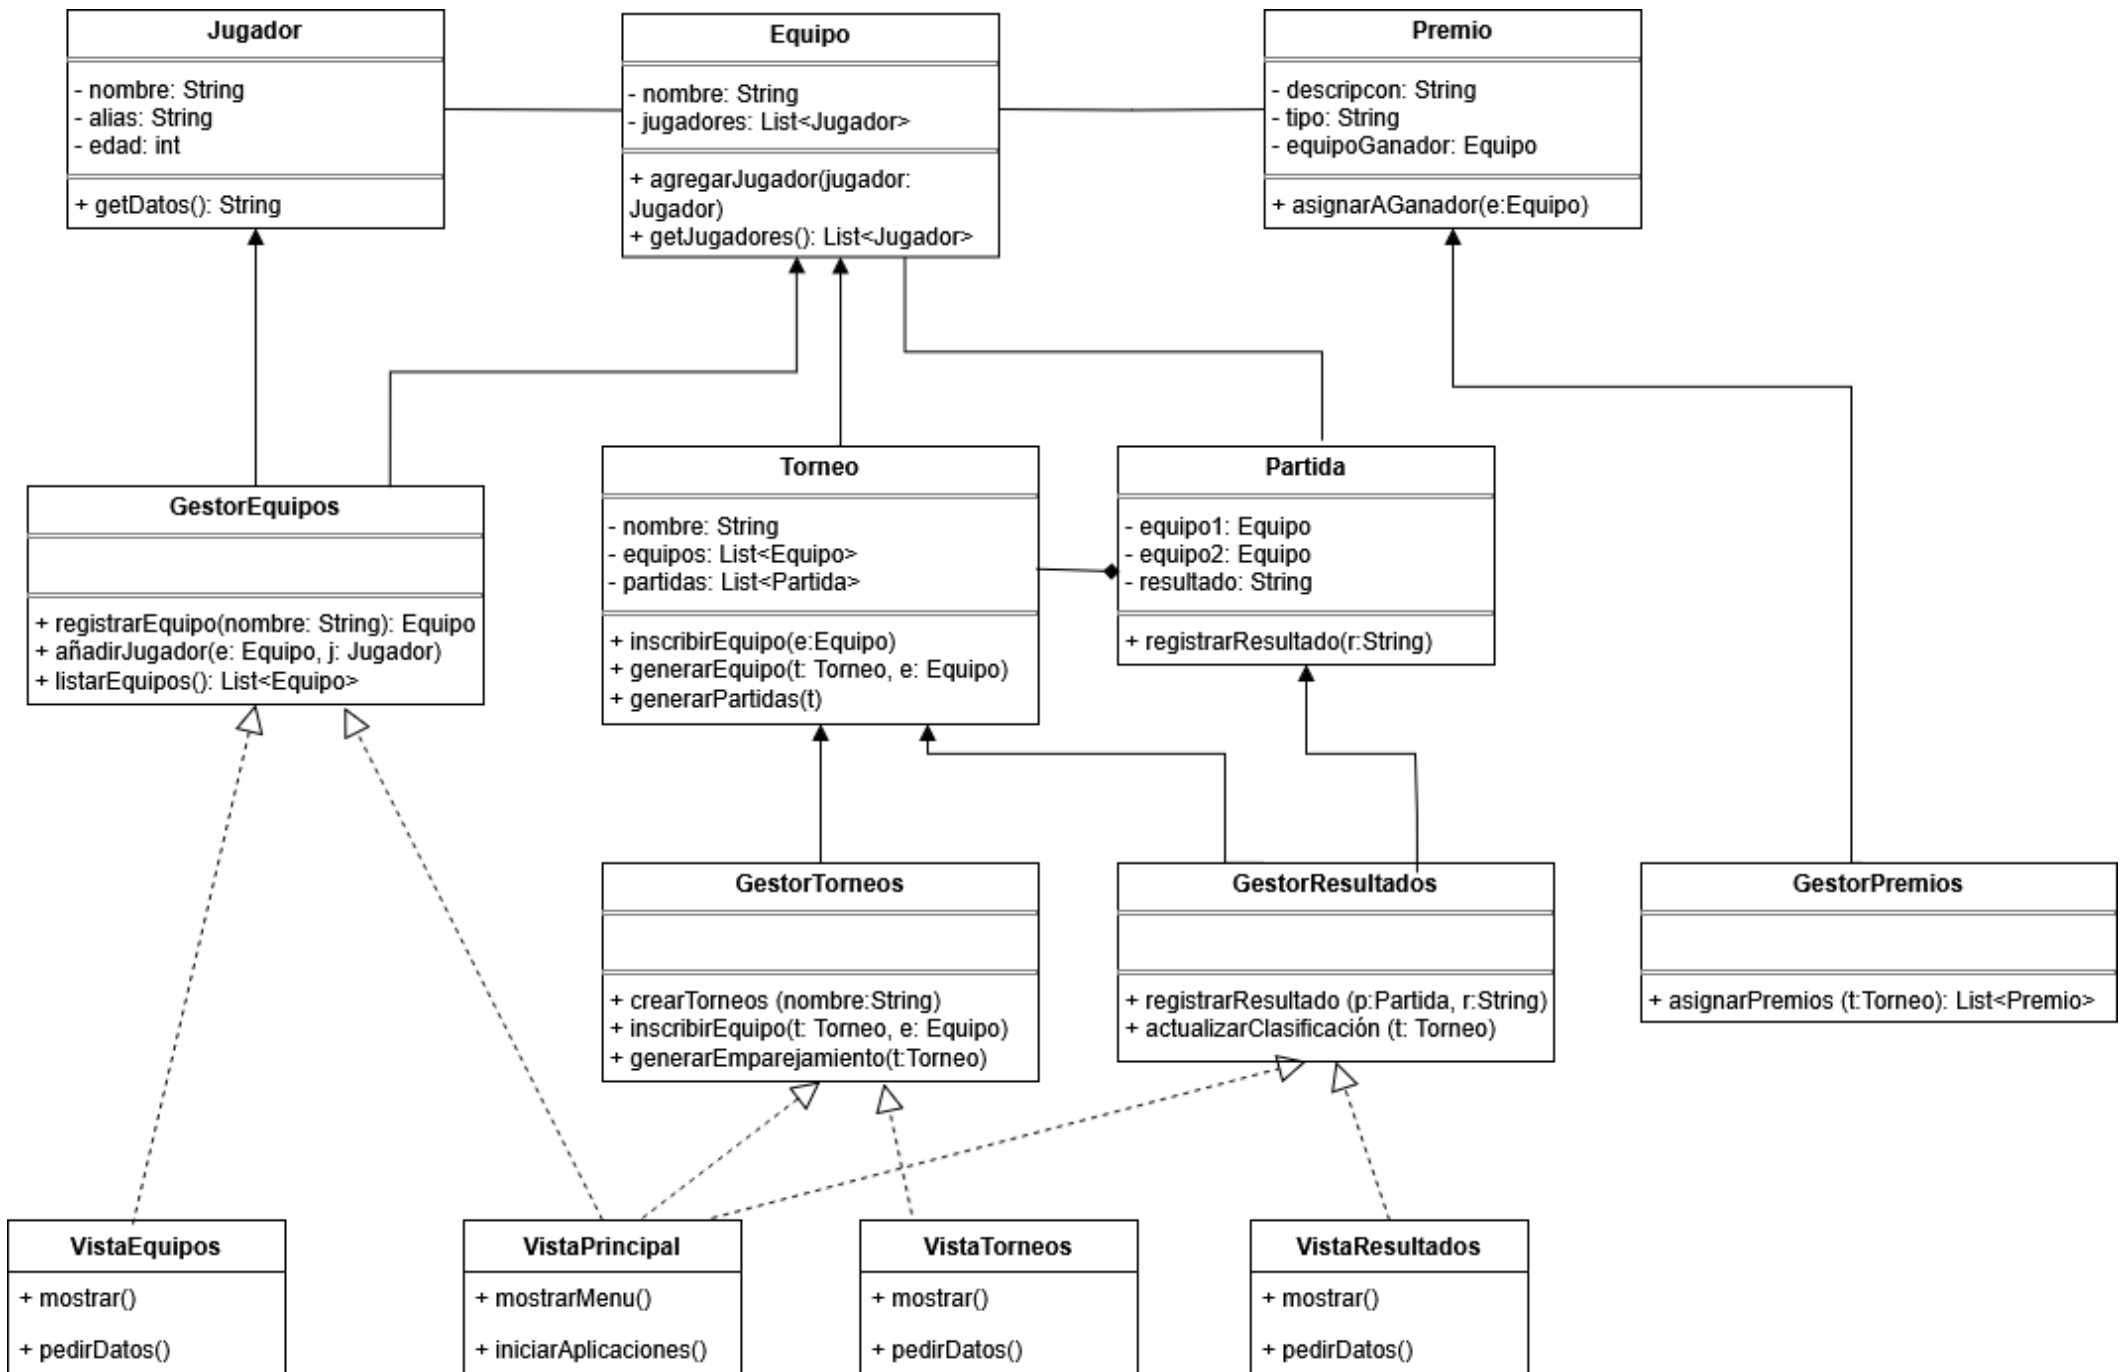 Jugador
- nombre: String
- alias: String
- edad: int
+ getDatos(): String
Equipo
- nombre: String
- jugadores: List<Jugador>
+ agregarJugador(jugador:
Jugador)
+ getJugadores(): List<Jugador>
Premio
- descripcon: String
- tipo: String
- equipoGanador: Equipo
+ asignarAGanador(e:Equipo)
GestorEquipos
+ registrarEquipo(nombre: String): Equipo
+ añadirJugador(e: Equipo, j: Jugador)
+ listarEquipos(): List<Equipo>
Torneo
- nombre: String
- equipos: List<Equipo>
- partidas: List<Partida>
+ inscribirEquipo(e:Equipo)
+ generarEquipo(t: Torneo, e: Equipo)
+ generarPartidas(t)
Partida
- equipo1: Equipo
- equipo2: Equipo
- resultado: String
+ registrarResultado(r:String)
GestorTorneos
+ crearTorneos (nombre:String)
+ inscribirEquipo(t: Torneo, e: Equipo)
+ generarEmparejamiento(t:Torneo)
GestorResultados
+ registrarResultado (p:Partida, r:String)
+ actualizarClasificación (t: Torneo)
GestorPremios
+ asignarPremios (t:Torneo): List<Premio>
VistaEquipos
+ mostrar()
+ pedirDatos()
VistaPrincipal
+ mostrarMenu()
+ iniciarAplicaciones()
VistaTorneos
+ mostrar()
+ pedirDatos()
VistaResultados
+ mostrar()
+ pedirDatos()